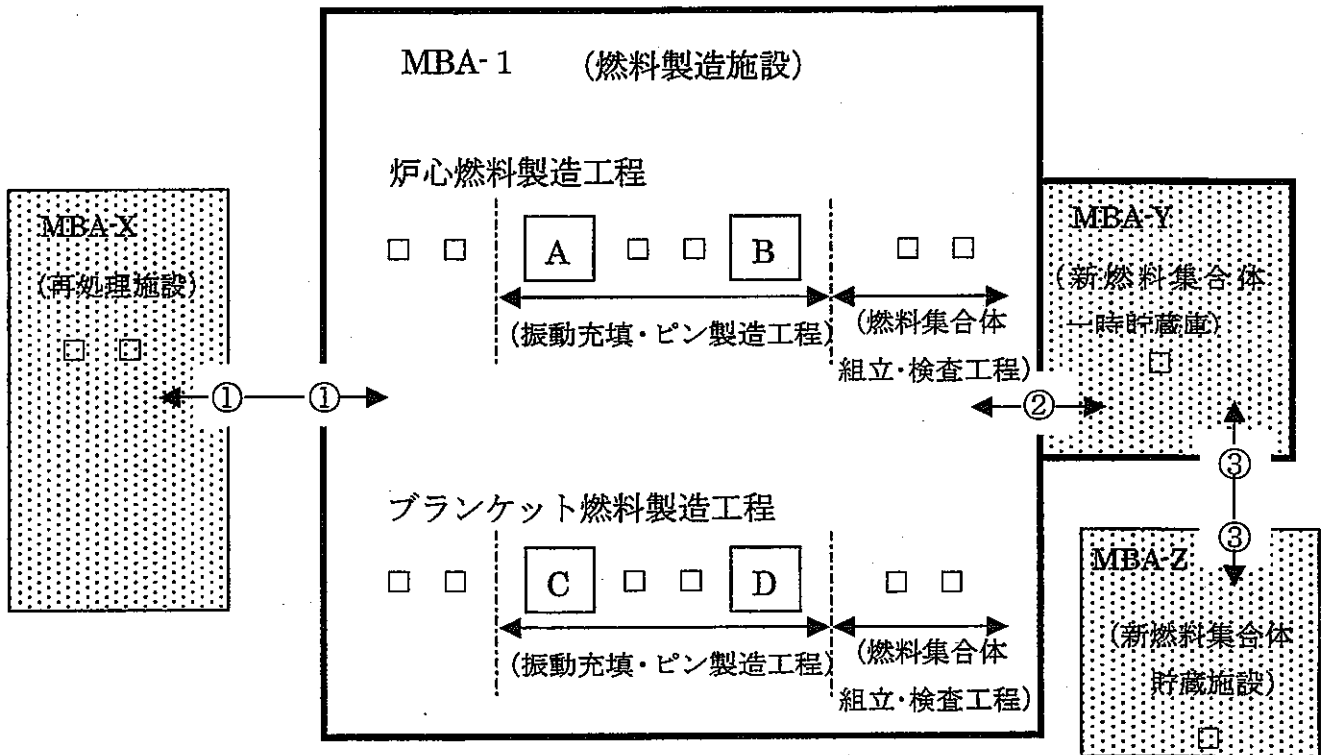 MBA-1 (燃料製造施設)
炉心燃料製造工程
A
B
(振動充填・ピン製造工程)
(燃料集合体
組立・検査工程)
MBA-X
(再処理施設)
①
①
MBA-Y
(新燃料集合体
一時貯蔵庫)
②
③
③
ブランケット燃料製造工程
C
D
(振動充填・ピン製造工程)
(燃料集合体
組立・検査工程)
MBA-Z
(新燃料集合体
貯蔵施設)